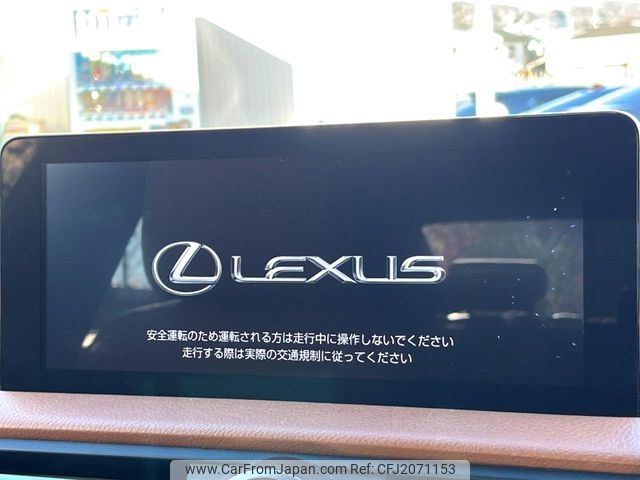 LEXUS
安全運転のため運転される方は走行中に操作しないでください
走行する際は実際の交通規制に従ってください
www.CarFromJapan.com - CFJ2071153